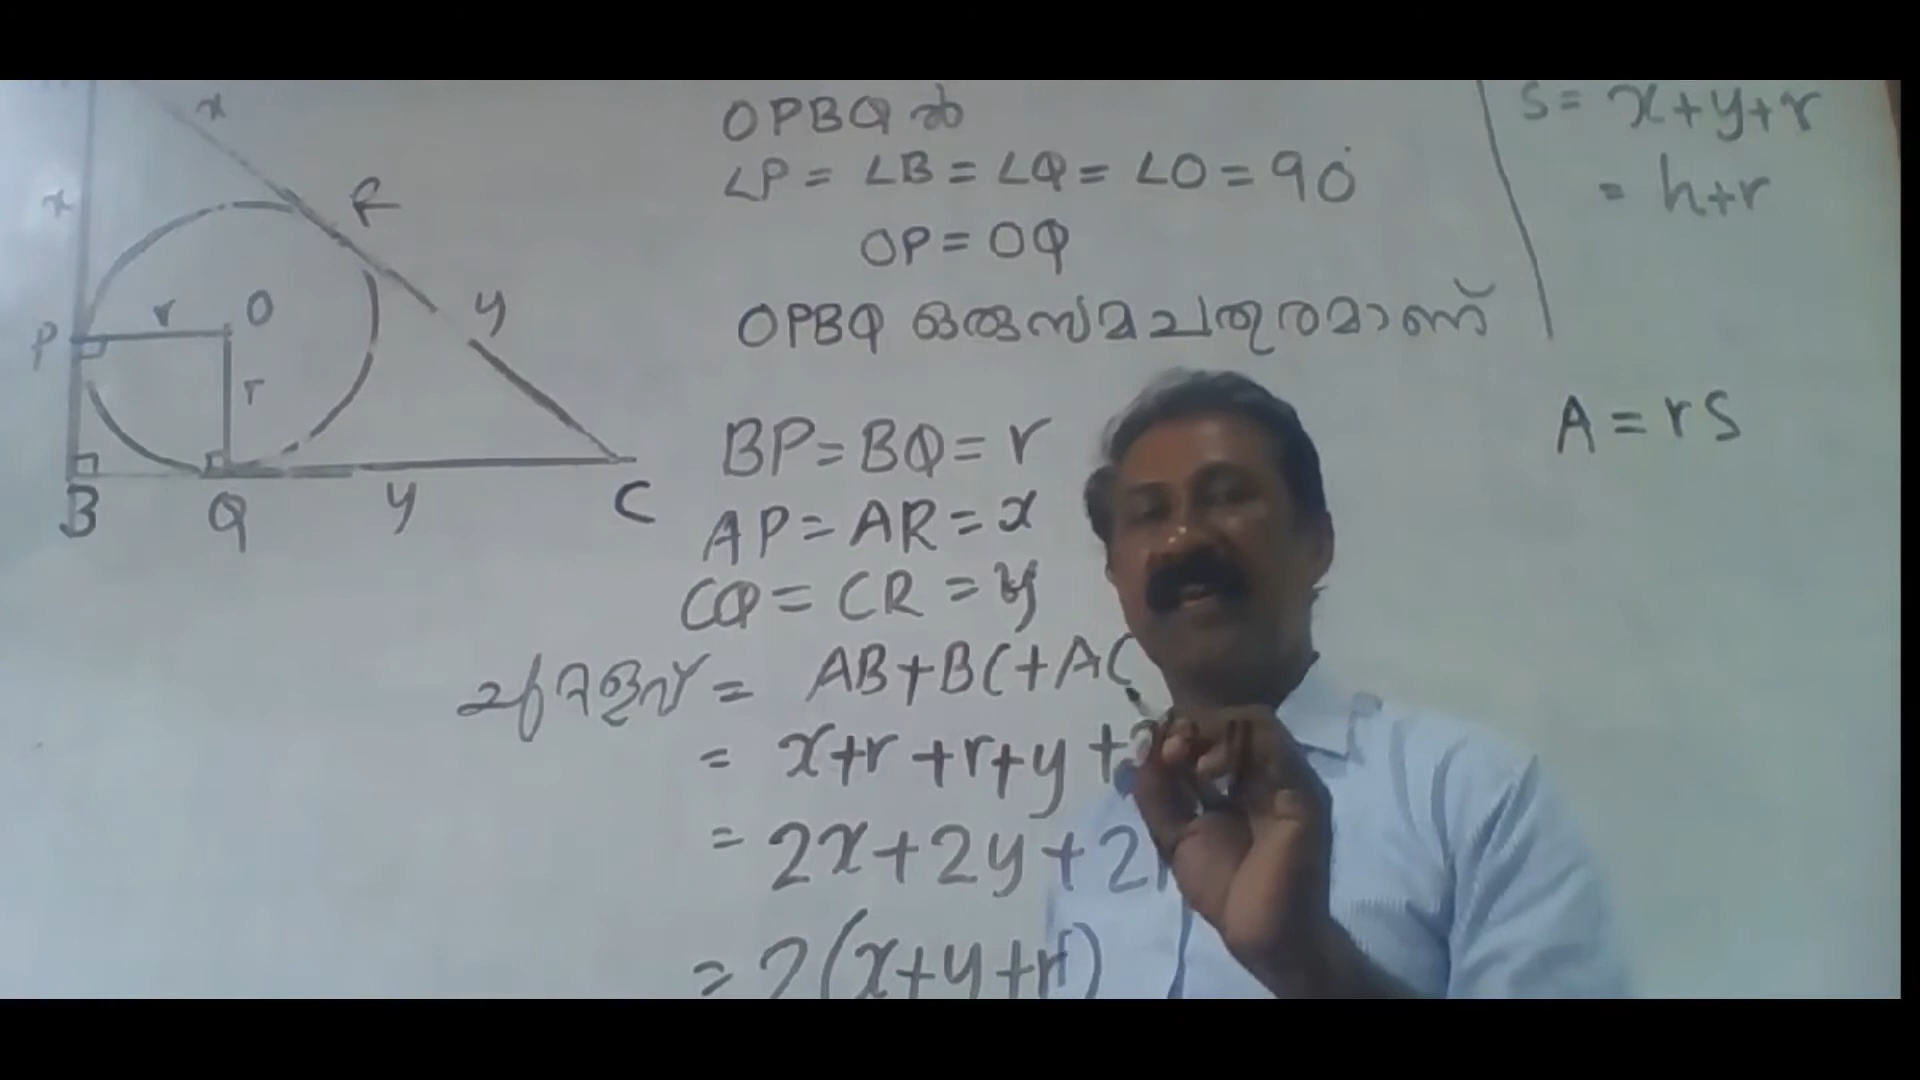 x
x
R
r
O
y
P
r
B
Q
y
C
OPBQ ൽ
∠P = ∠B = ∠Q = ∠O = 90°
OP = OQ
OPBQ ഒരു സമചതുരമാണ്
BP = BQ = r
AP = AR = x
CQ = CR = y
ചുറ്റളവ് = AB + BC + AC
= x+r +r+y +
= 2x + 2y + 2r
= 2(x+y+r)
S = x+y+r
= h+r
A = rS